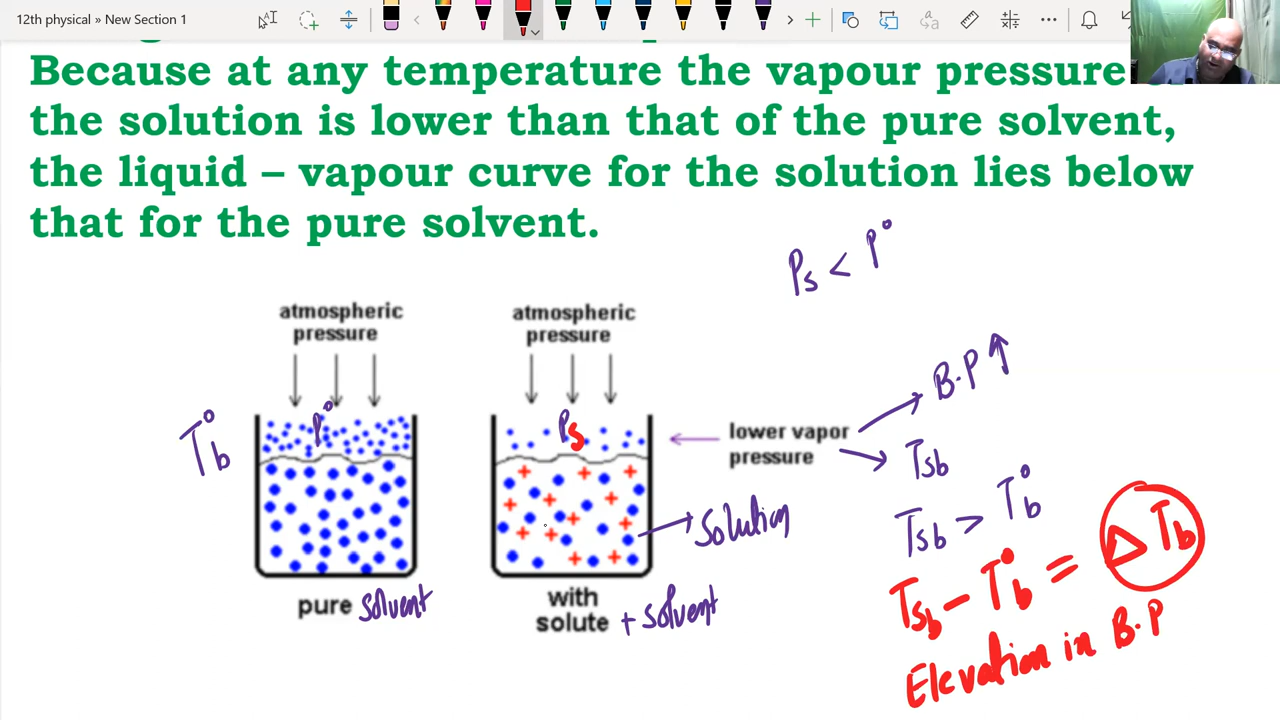 12th physical » New Section 1
Because at any temperature the vapour pressure
the solution is lower than that of the pure solvent,
the liquid – vapour curve for the solution lies below
that for the pure solvent.
Ps < P°
atmospheric
pressure
atmospheric
pressure
B.P ↑
T°b
P°
Ps
lower vapor
pressure
Tsb
Tsb > T°b
solution
Tsb - T°b = ΔTb
pure solvent
with
solute + solvent
Elevation in B.P